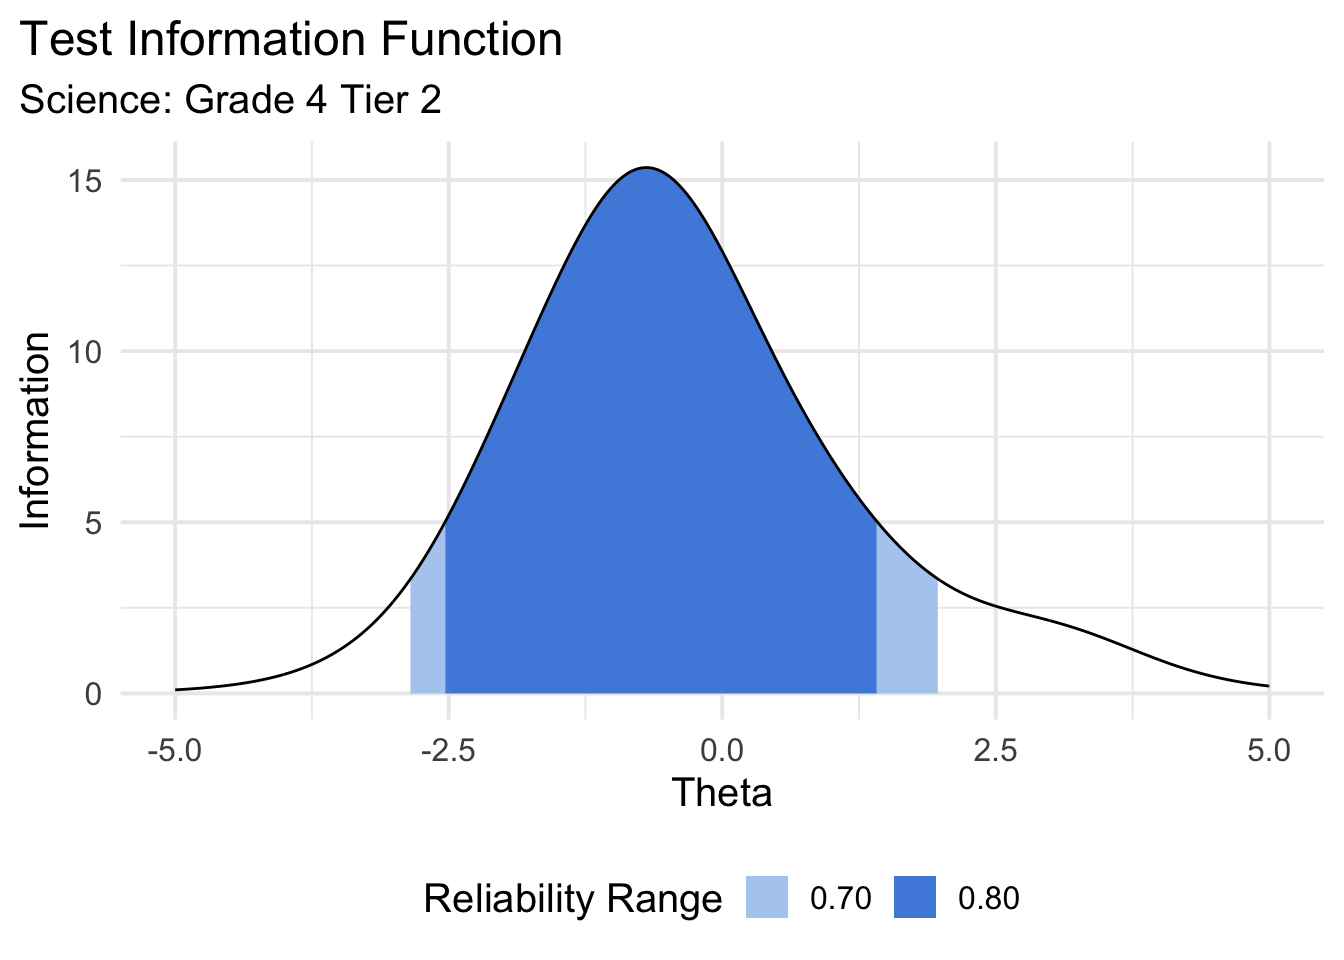 Test Information Function
Science: Grade 4 Tier 2
Information
15
10
5
0
-5.0 -2.5 0.0 2.5 5.0
Theta
Reliability Range 0.70 0.80